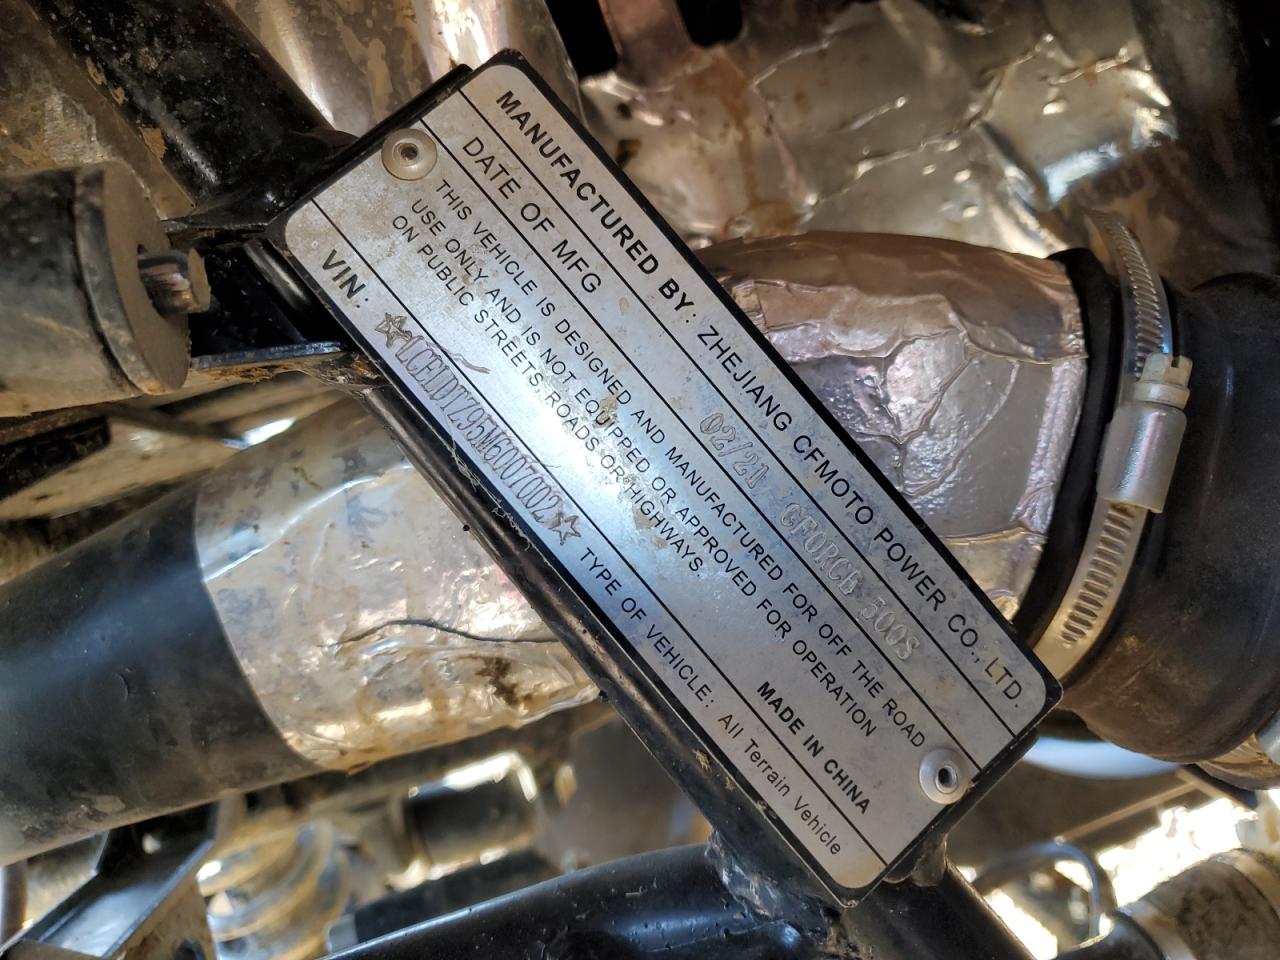 MANUFACTURED BY: ZHEJIANG CFMOTO POWER CO., LTD.
DATE OF MFG 02/21 CFORCE 500S
THIS VEHICLE IS DESIGNED AND MANUFACTURED FOR OFF THE ROAD
USE ONLY AND IS NOT EQUIPPED OR APPROVED FOR OPERATION
ON PUBLIC STREETS, ROADS OR HIGHWAYS.
MADE IN CHINA
VIN: ☆LCELDTZ95M6007002☆ TYPE OF VEHICLE: All Terrain Vehicle